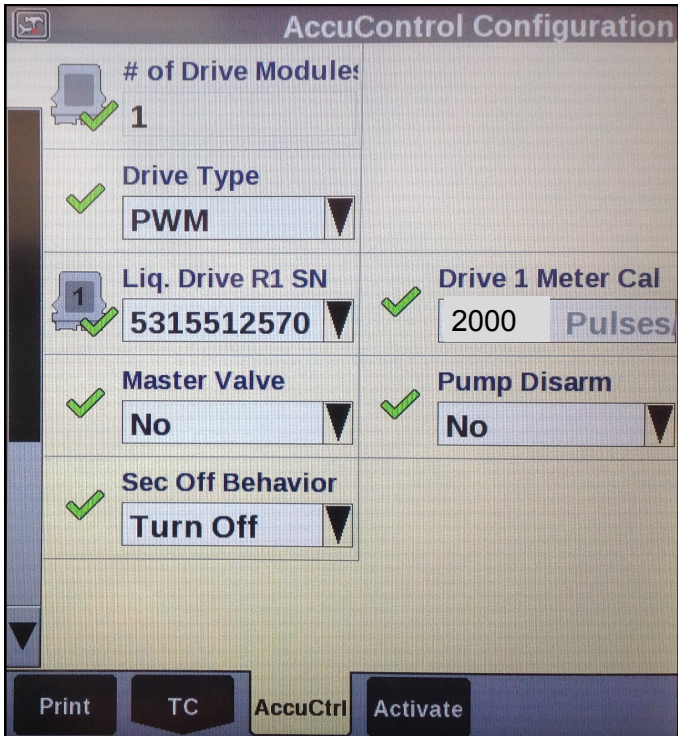 AccuControl Configuration
# of Drive Modules
1
Drive Type
PWM
Liq. Drive R1 SN
Drive 1 Meter Cal
1
5315512570
2000 Pulses/
Master Valve
Pump Disarm
No
No
Sec Off Behavior
Turn Off
Print
TC
AccuCtrl
Activate